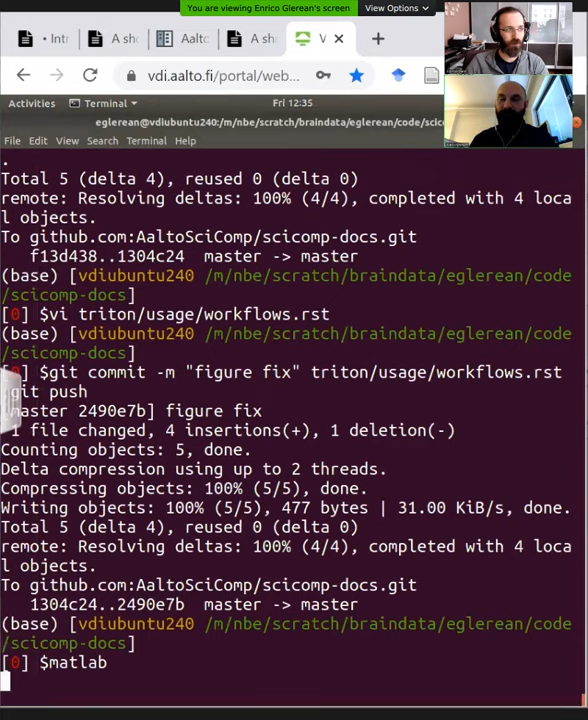 You are viewing Enrico Glerean's screen View Options
Int
A sh
Aalto
A sh
V
vdi.aalto.fi/portal/web...
Activities Terminal Fri 12:35
eglerean@vdiubuntu240:/m/nbe/scratch/braindata/eglerean/code/scico
File Edit View Search Terminal Help
.
Total 5 (delta 4), reused 0 (delta 0)
remote: Resolving deltas: 100% (4/4), completed with 4 loca
l objects.
To github.com:AaltoSciComp/scicomp-docs.git
f13d438..1304c24 master -> master
(base) [vdiubuntu240 /m/nbe/scratch/braindata/eglerean/code
/scicomp-docs]
[0] $vi triton/usage/workflows.rst
(base) [vdiubuntu240 /m/nbe/scratch/braindata/eglerean/code
/scicomp-docs]
[0] $git commit -m "figure fix" triton/usage/workflows.rst
git push
master 2490e7b] figure fix
1 file changed, 4 insertions(+), 1 deletion(-)
Counting objects: 5, done.
Delta compression using up to 2 threads.
Compressing objects: 100% (5/5), done.
Writing objects: 100% (5/5), 477 bytes | 31.00 KiB/s, done.
Total 5 (delta 4), reused 0 (delta 0)
remote: Resolving deltas: 100% (4/4), completed with 4 loca
l objects.
To github.com:AaltoSciComp/scicomp-docs.git
1304c24..2490e7b master -> master
(base) [vdiubuntu240 /m/nbe/scratch/braindata/eglerean/code
/scicomp-docs]
[0] $matlab